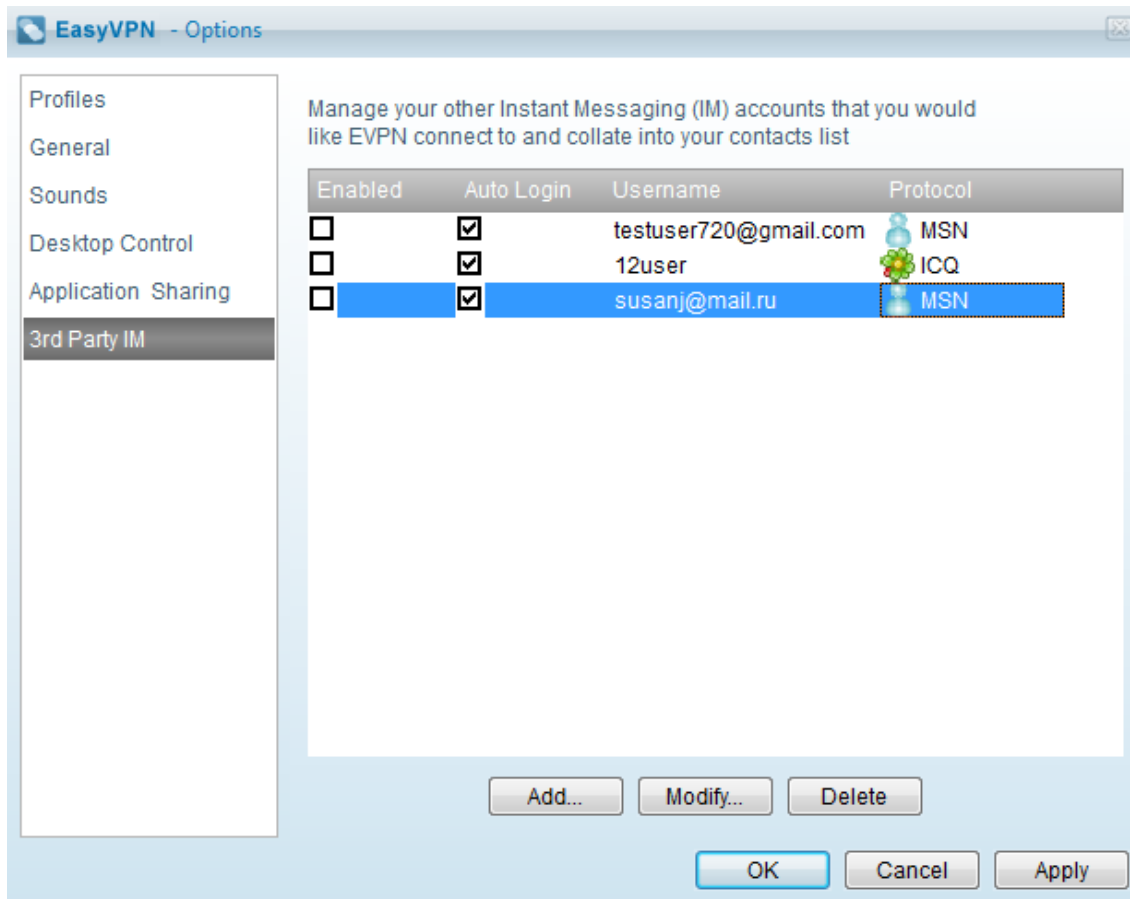 EasyVPN - Options
Profiles
General
Sounds
Desktop Control
Application Sharing
3rd Party IM
Manage your other Instant Messaging (IM) accounts that you would
like EVPN connect to and collate into your contacts list
Enabled Auto Login Username Protocol
testuser720@gmail.com MSN
12user ICQ
susanj@mail.ru MSN
Add... Modify... Delete
OK Cancel Apply